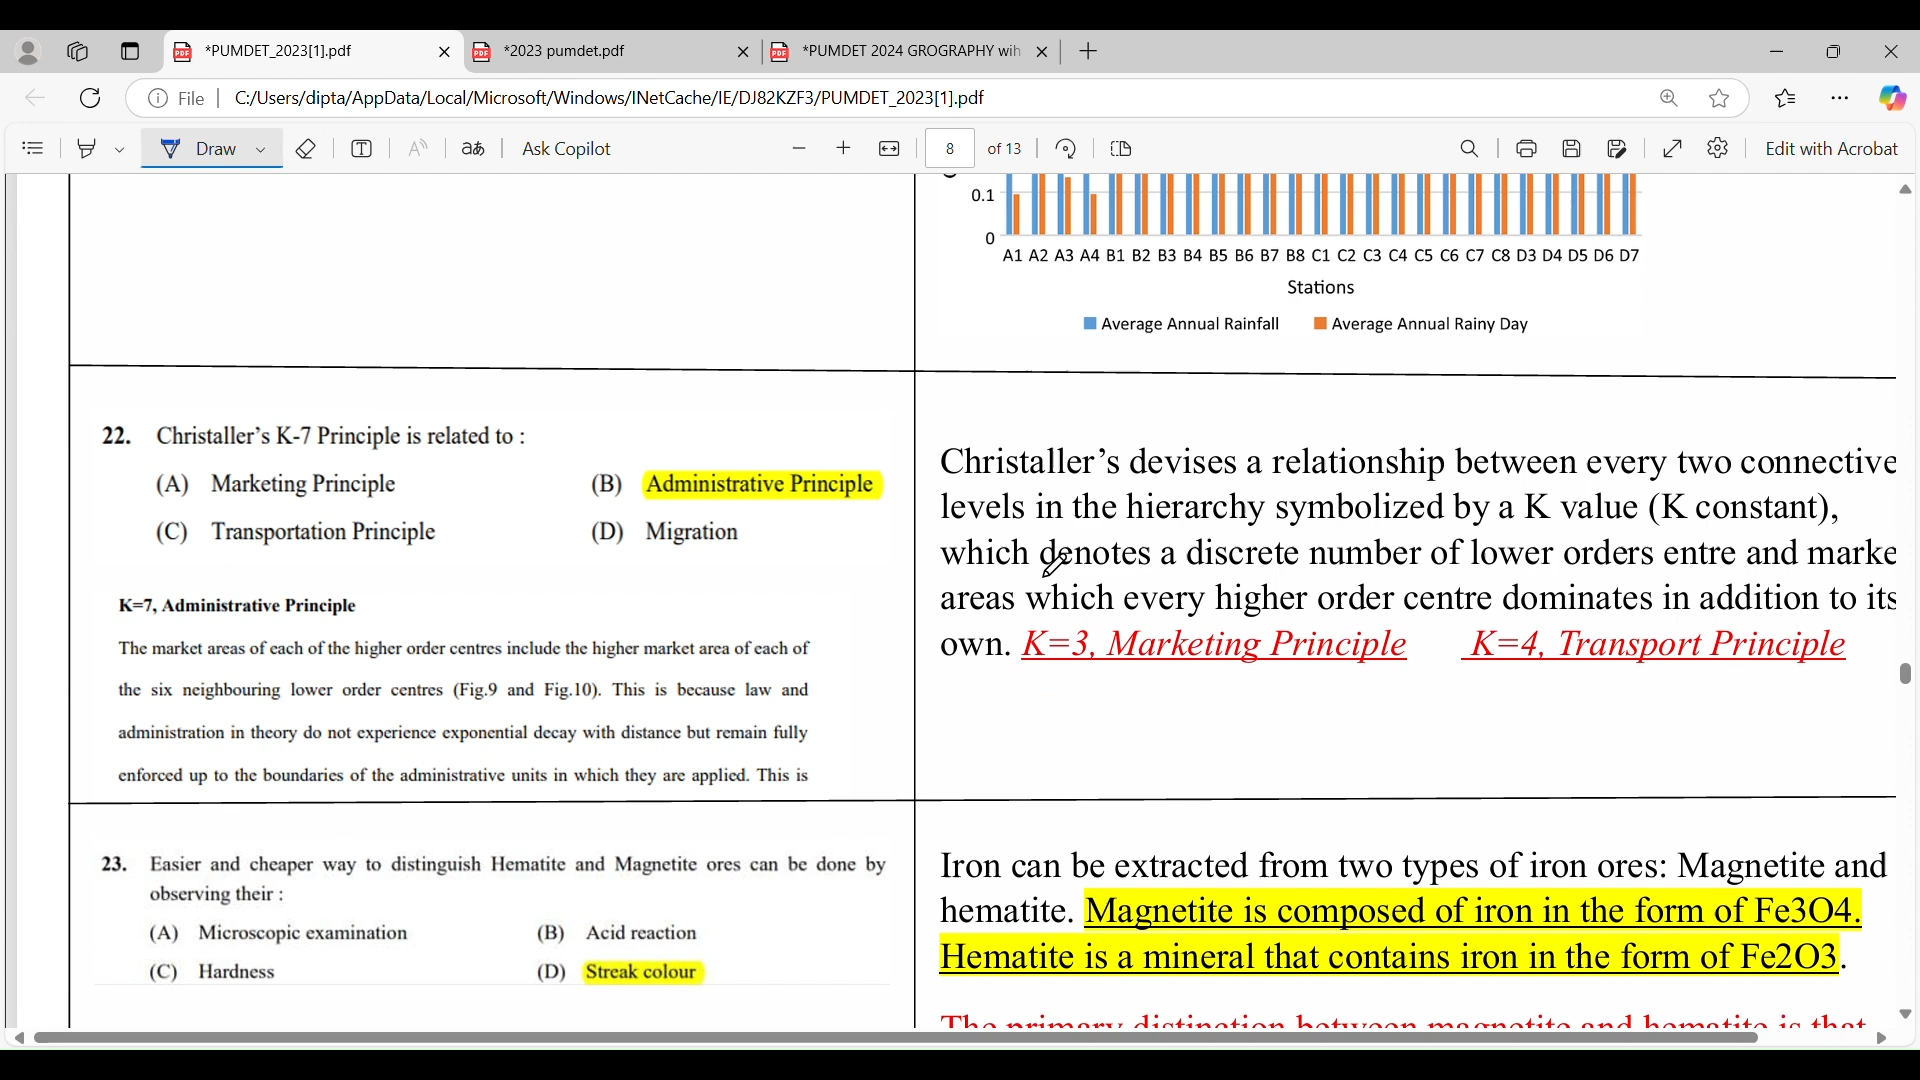 *PUMDET_2023[1].pdf
*2023 pumdet.pdf
*PUMDET 2024 GROGRAPHY wih
File
C:/Users/dipta/AppData/Local/Microsoft/Windows/INetCache/IE/DJ82KZF3/PUMDET_2023[1].pdf
Draw
Ask Copilot
8 of 13
Edit with Acrobat
0.1
0
A1 A2 A3 A4 B1 B2 B3 B4 B5 B6 B7 B8 C1 C2 C3 C4 C5 C6 C7 C8 D3 D4 D5 D6 D7
Stations
Average Annual Rainfall Average Annual Rainy Day
22. Christaller's K-7 Principle is related to :
(A) Marketing Principle (B) Administrative Principle
(C) Transportation Principle (D) Migration
K=7, Administrative Principle
The market areas of each of the higher order centres include the higher market area of each of
the six neighbouring lower order centres (Fig.9 and Fig.10). This is because law and
administration in theory do not experience exponential decay with distance but remain fully
enforced up to the boundaries of the administrative units in which they are applied. This is
Christaller's devises a relationship between every two connective
levels in the hierarchy symbolized by a K value (K constant),
which denotes a discrete number of lower orders entre and marke
areas which every higher order centre dominates in addition to its
own. K=3, Marketing Principle K=4, Transport Principle
23. Easier and cheaper way to distinguish Hematite and Magnetite ores can be done by
observing their :
(A) Microscopic examination (B) Acid reaction
(C) Hardness (D) Streak colour
Iron can be extracted from two types of iron ores: Magnetite and
hematite. Magnetite is composed of iron in the form of Fe3O4.
Hematite is a mineral that contains iron in the form of Fe2O3.
The primary distinction between magnetite and hematite is that